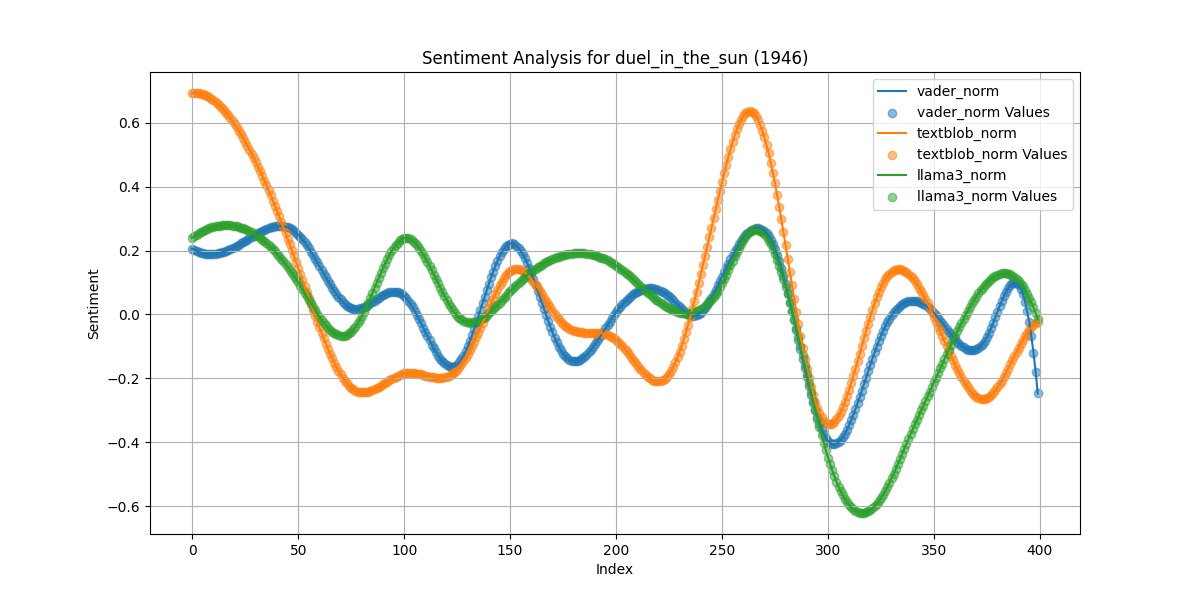 Sentiment Analysis for duel_in_the_sun (1946)
vader_norm
vader_norm Values
textblob_norm
textblob_norm Values
llama3_norm
llama3_norm Values
0.6
0.4
0.2
0.0
−0.2
−0.4
−0.6
Sentiment
0 50 100 150 200 250 300 350 400
Index